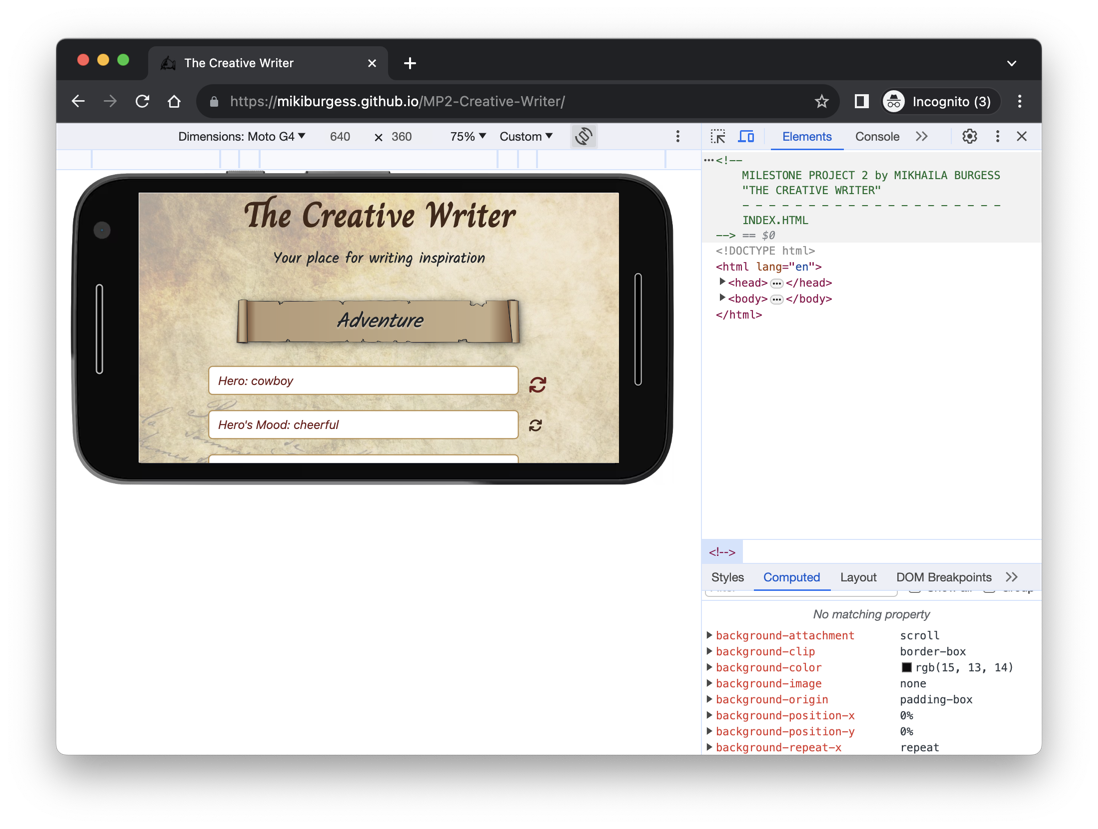 The Creative Writer
https://mikiburgess.github.io/MP2-Creative-Writer/
Incognito (3)
Dimensions: Moto G4 640 × 360 75% Custom
Elements Console
The Creative Writer
Your place for writing inspiration
Adventure
Hero: cowboy
Hero's Mood: cheerful
…<!--
MILESTONE PROJECT 2 by MIKHAILA BURGESS
"THE CREATIVE WRITER"
- - - - - - - - - - - - - - - - - - - -
INDEX.HTML
--> == $0
<!DOCTYPE html>
<html lang="en">
<head>…</head>
<body>…</body>
</html>
<!-->
Styles Computed Layout DOM Breakpoints
No matching property
background-attachment scroll
background-clip border-box
background-color rgb(15, 13, 14)
background-image none
background-origin padding-box
background-position-x 0%
background-position-y 0%
background-repeat-x repeat